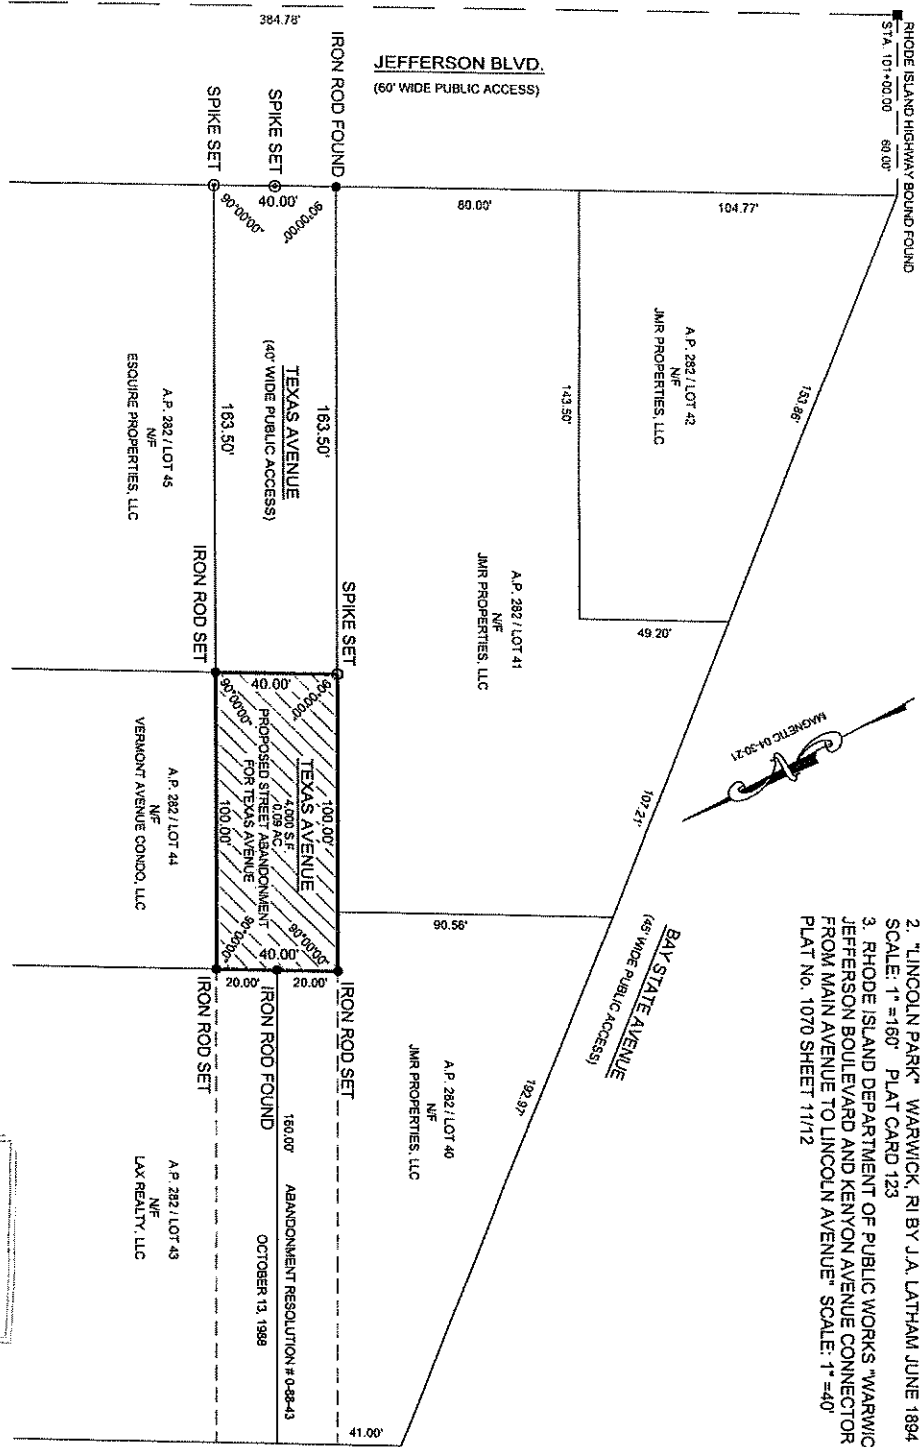 2. "LINCOLN PARK" WARWICK, RI BY J.A. LATHAM JUNE 1894
SCALE: 1" =160' PLAT CARD 123
3. RHODE ISLAND DEPARTMENT OF PUBLIC WORKS "WARWIC
JEFFERSON BOULEVARD AND KENYON AVENUE CONNECTOR
FROM MAIN AVENUE TO LINCOLN AVENUE" SCALE: 1" =40'
PLAT No. 1070 SHEET 11/12
RHODE ISLAND HIGHWAY BOUND FOUND
STA. 101+00.00 60.00'
384.78'
JEFFERSON BLVD.
(60' WIDE PUBLIC ACCESS)
IRON ROD FOUND
SPIKE SET
SPIKE SET
40.00'
90°00'00"
90°00'00"
80.00'
104.77'
153.86'
A.P. 282 / LOT 42
N/F
JMR PROPERTIES, LLC
143.50'
49.20'
MAGNETIC 04-30-21
TEXAS AVENUE
(40' WIDE PUBLIC ACCESS)
163.50'
163.50'
A.P. 282 / LOT 45
N/F
ESQUIRE PROPERTIES, LLC
A.P. 282 / LOT 41
N/F
JMR PROPERTIES, LLC
107.21'
BAY STATE AVENUE
(45' WIDE PUBLIC ACCESS)
IRON ROD SET
SPIKE SET
40.00'
90°00'00"
90°00'00"
100.00'
TEXAS AVENUE
4,000 S.F.
0.09 AC
PROPOSED STREET ABANDONMENT
FOR TEXAS AVENUE
100.00'
90°00'00"
90°00'00"
40.00'
90.56'
A.P. 282 / LOT 44
N/F
VERMONT AVENUE CONDO, LLC
20.00'
20.00'
IRON ROD SET
IRON ROD FOUND
IRON ROD SET
192.97'
A.P. 282 / LOT 40
N/F
JMR PROPERTIES, LLC
160.00'
ABANDONMENT RESOLUTION # 0-88-43
OCTOBER 13, 1988
A.P. 282 / LOT 43
N/F
LAX REALTY, LLC
41.00'